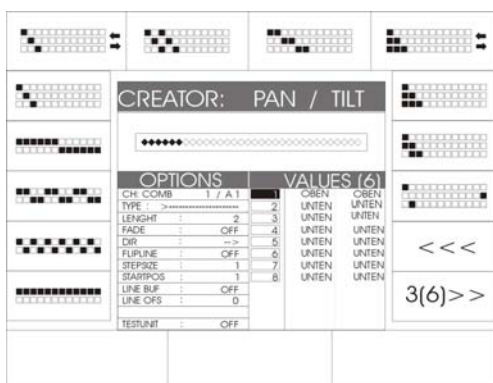 CREATOR: PAN / TILT
OPTIONS VALUES (6)
CH: COMB 1 / A 1 1 OBEN OBEN
TYPE : >-------------------- 2 UNTEN UNTEN
LENGHT : 2 3 UNTEN UNTEN
FADE : OFF 4 UNTEN UNTEN
DIR : --> 5 UNTEN UNTEN
FLIPLINE : OFF 6 UNTEN UNTEN
STEPSIZE : 1 7 UNTEN UNTEN
STARTPOS : 1 8 UNTEN UNTEN
LINE BUF : OFF
LINE OFS : 0
TESTUNIT : OFF
<<<
3(6)>>